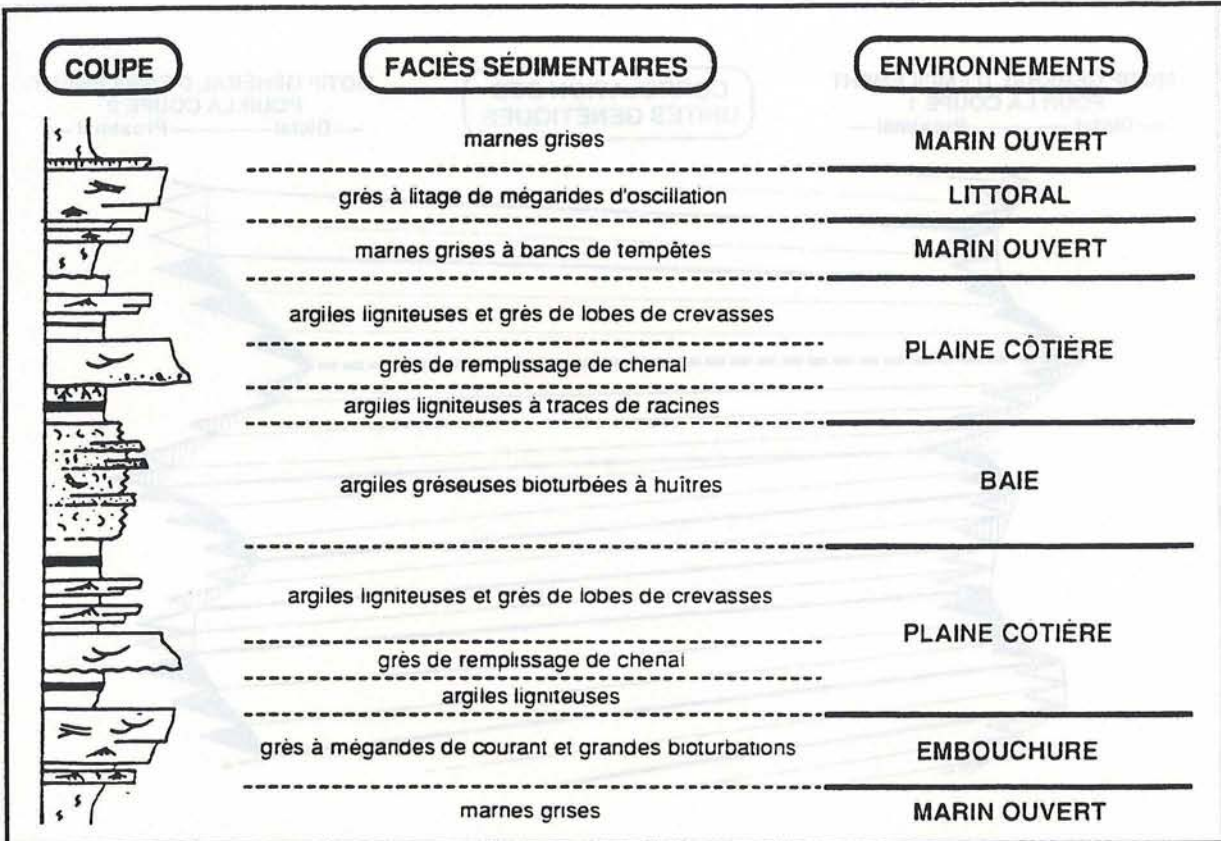 COUPE FACIÈS SÉDIMENTAIRES ENVIRONNEMENTS
marnes grises MARIN OUVERT
grès à litage de mégarides d'oscillation LITTORAL
marnes grises à bancs de tempêtes MARIN OUVERT
argiles ligniteuses et grès de lobes de crevasses
PLAINE CÔTIÈRE
grès de remplissage de chenal
argiles ligniteuses à traces de racines
argiles gréseuses bioturbées à huîtres BAIE
argiles ligniteuses et grès de lobes de crevasses
PLAINE CÔTIÈRE
grès de remplissage de chenal
argiles ligniteuses
grès à mégarides de courant et grandes bioturbations EMBOUCHURE
marnes grises MARIN OUVERT